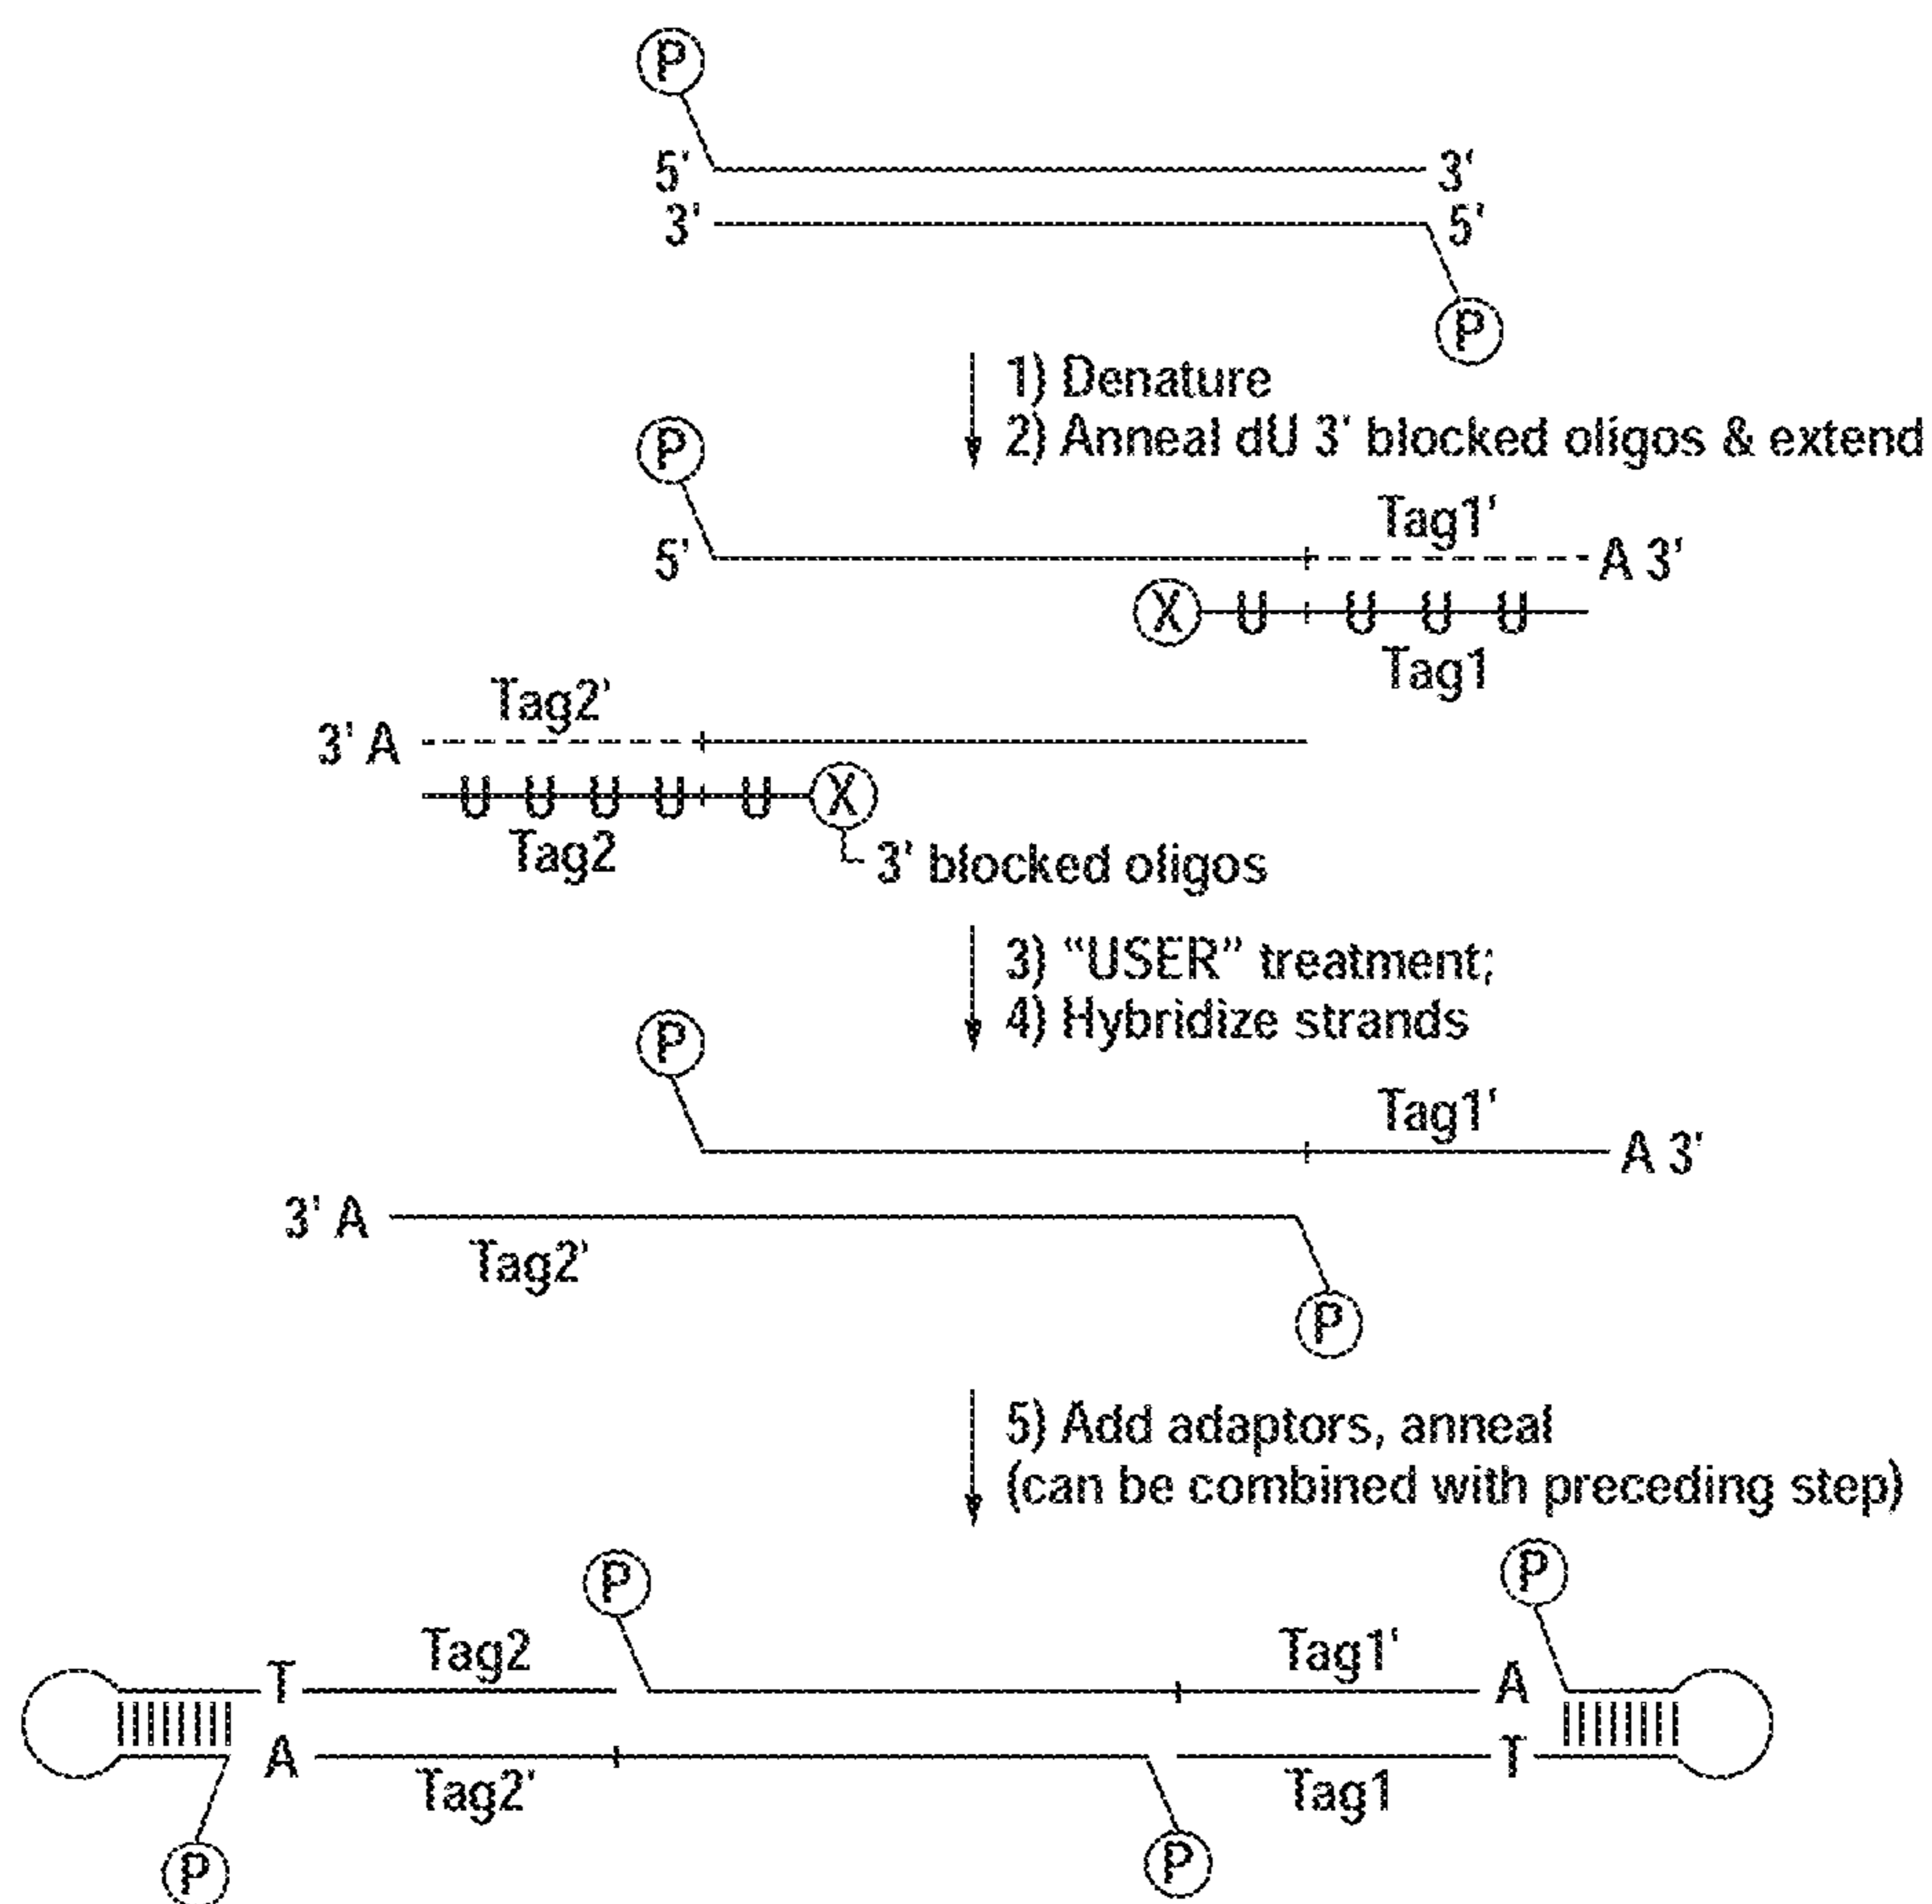 P
5' 3'
3' 5'
P
1) Denature
2) Anneal dU 3' blocked oligos & extend
P
Tag1'
5' A 3'
X U U U U
Tag1
Tag2'
3' A
U U U U U X
Tag2
3' blocked oligos
3) “USER” treatment;
4) Hybridize strands
P
Tag1'
A 3'
3' A
Tag2'
P
5) Add adaptors, anneal
(can be combined with preceding step)
P P
Tag2 Tag1'
T A
A T
Tag2' Tag1
P P